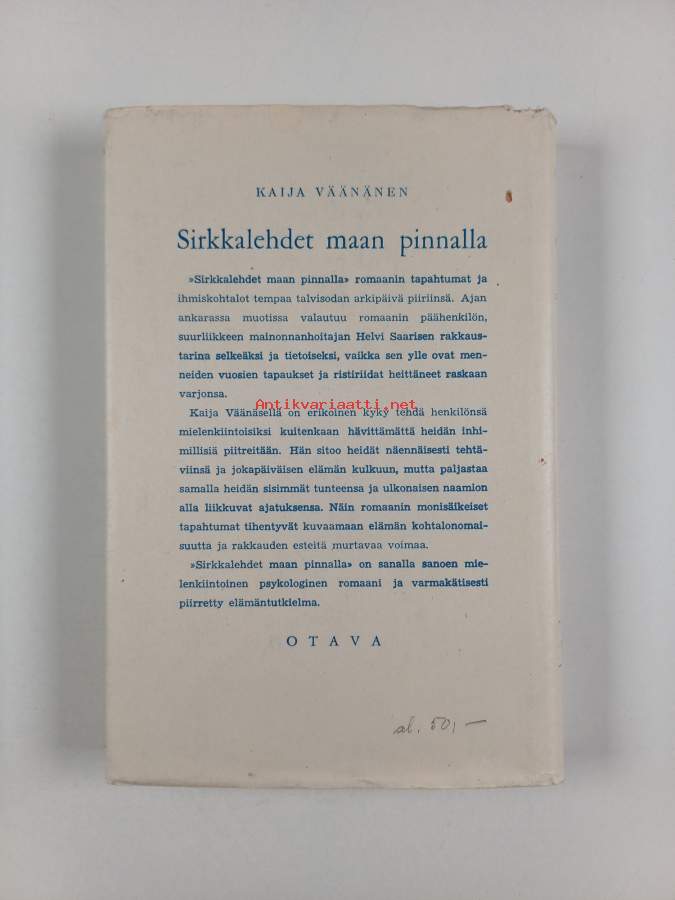 KAIJA VÄÄNÄNEN
Sirkkalehdet maan pinnalla
»Sirkkalehdet maan pinnalla» romaanin tapahtumat ja
ihmiskohtalot tempaa talvisodan arkipäivä piiriinsä. Ajan
ankarassa muotissa valautuu romaanin päähenkilön,
suurliikkeen mainonnanhoitajan Helvi Saarisen rakkaus-
tarina selkeäksi ja tietoiseksi, vaikka sen ylle ovat men-
neiden vuosien tapaukset ja ristiriidat heittäneet raskaan
varjonsa.
Antikvariaatti.net
Kaija Väänäsellä on erikoinen kyky tehdä henkilönsä
mielenkiintoisiksi kuitenkaan hävittämättä heidän inhi-
millisiä piitreitään. Hän sitoo heidät näennäisesti tehtä-
viinsä ja jokapäiväisen elämän kulkuun, mutta paljastaa
samalla heidän sisimmät tunteensa ja ulkonaisen naamion
alla liikkuvat ajatuksensa. Näin romaanin monisäikeiset
tapahtumat tihentyvät kuvaamaan elämän kohtalonomai-
suutta ja rakkauden esteitä murtavaa voimaa.
»Sirkkalehdet maan pinnalla» on sanalla sanoen mie-
lenkiintoinen psykologinen romaani ja varmakätisesti
piirretty elämäntutkielma.
OTAVA
al. 50,—